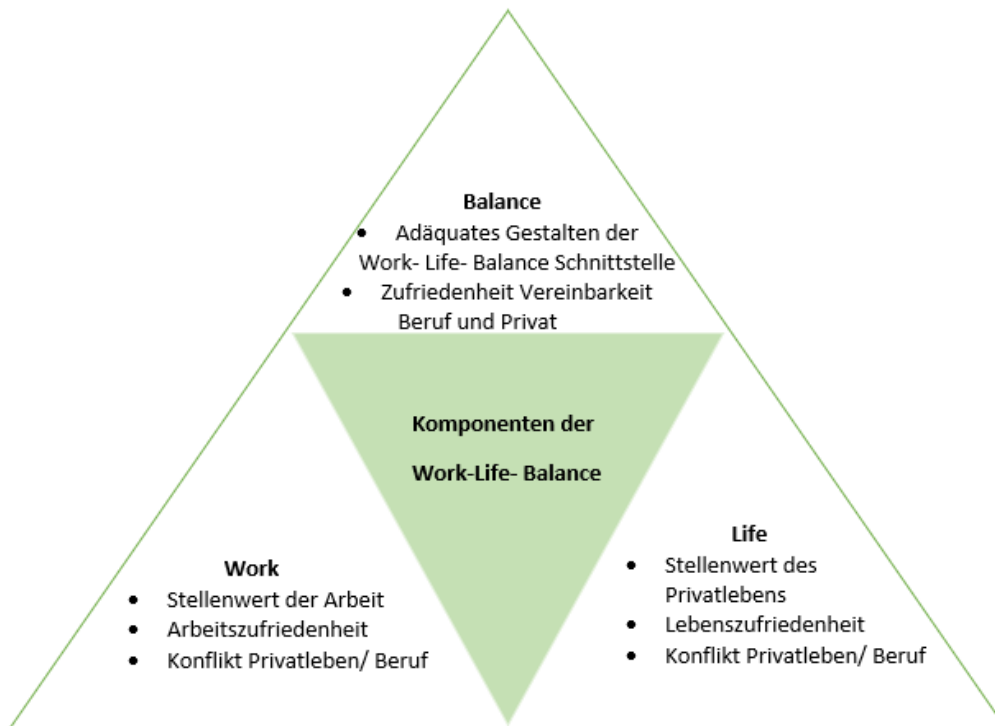 Balance
• Adäquates Gestalten der
Work- Life- Balance Schnittstelle
• Zufriedenheit Vereinbarkeit
Beruf und Privat
Komponenten der
Work-Life- Balance
Work
• Stellenwert der Arbeit
• Arbeitszufriedenheit
• Konflikt Privatleben/ Beruf
Life
• Stellenwert des
Privatlebens
• Lebenszufriedenheit
• Konflikt Privatleben/ Beruf